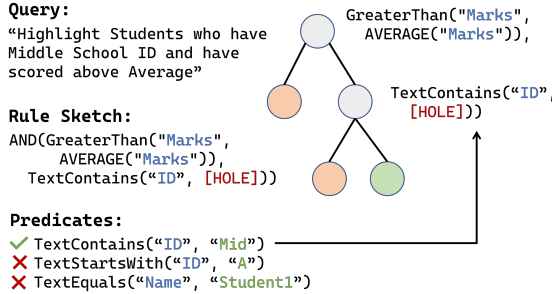 Query:
“Highlight Students who have
Middle School ID and have
scored above Average”
GreaterThan("Marks",
AVERAGE("Marks")),
TextContains(“ID”,
[HOLE]))
Rule Sketch:
AND(GreaterThan("Marks",
AVERAGE("Marks")),
TextContains(“ID”, [HOLE]))
Predicates:
✓ TextContains(“ID”, “Mid”)
✗ TextStartsWith(“ID”, “A”)
✗ TextEquals(“Name”, “Student1”)